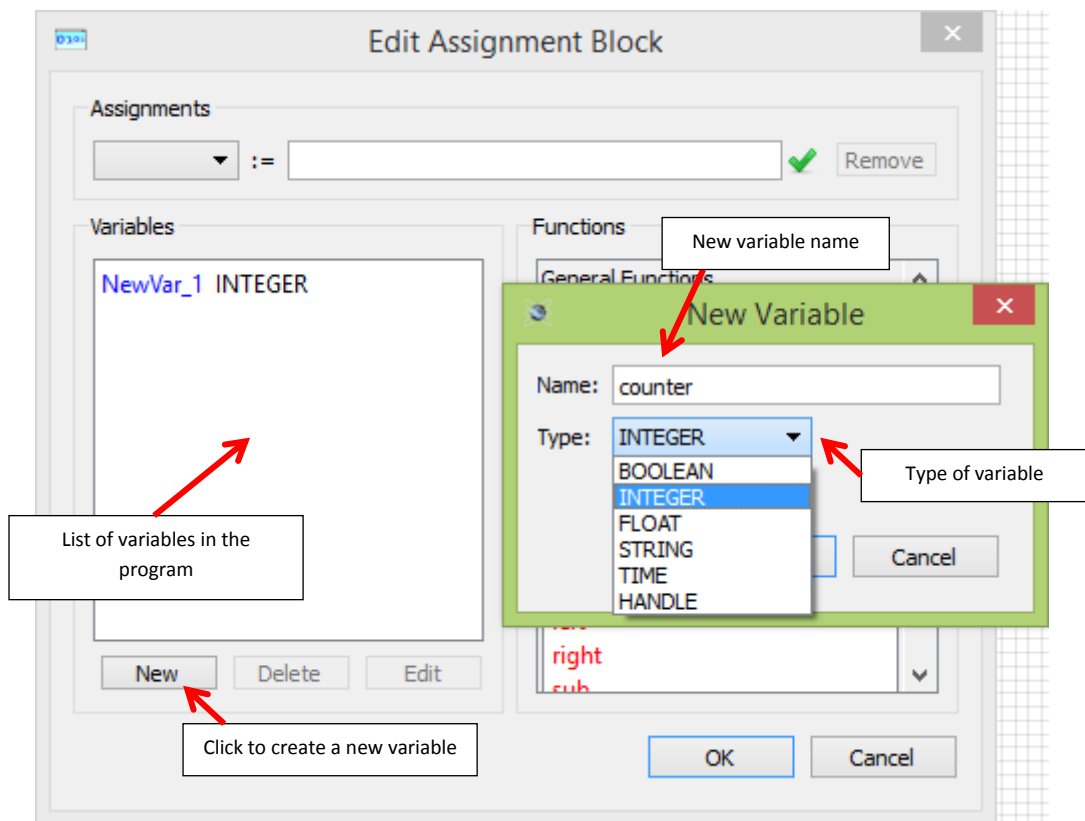 Edit Assignment Block
Assignments
:=
Remove
Variables
Functions
New variable name
NewVar_1 INTEGER
General Functions
New Variable
Name: counter
Type: INTEGER
BOOLEAN
INTEGER
FLOAT
STRING
TIME
HANDLE
Type of variable
Cancel
List of variables in the
program
right
sub
New
Delete
Edit
Click to create a new variable
OK
Cancel